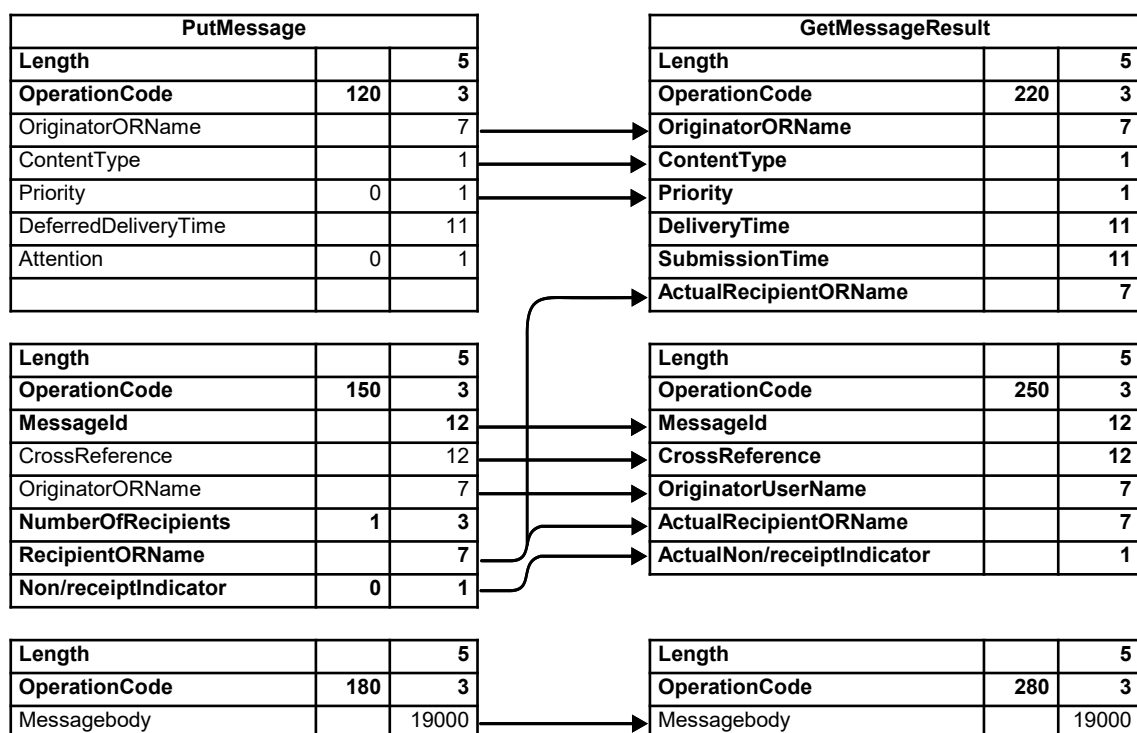 PutMessage
Length 5
OperationCode 120 3
OriginatorORName 7
ContentType 1
Priority 0 1
DeferredDeliveryTime 11
Attention 0 1
Length 5
OperationCode 150 3
MessageId 12
CrossReference 12
OriginatorORName 7
NumberOfRecipients 1 3
RecipientORName 7
Non/receiptIndicator 0 1
Length 5
OperationCode 180 3
Messagebody 19000
GetMessageResult
Length 5
OperationCode 220 3
OriginatorORName 7
ContentType 1
Priority 1
DeliveryTime 11
SubmissionTime 11
ActualRecipientORName 7
Length 5
OperationCode 250 3
MessageId 12
CrossReference 12
OriginatorUserName 7
ActualRecipientORName 7
ActualNon/receiptIndicator 1
Length 5
OperationCode 280 3
Messagebody 19000